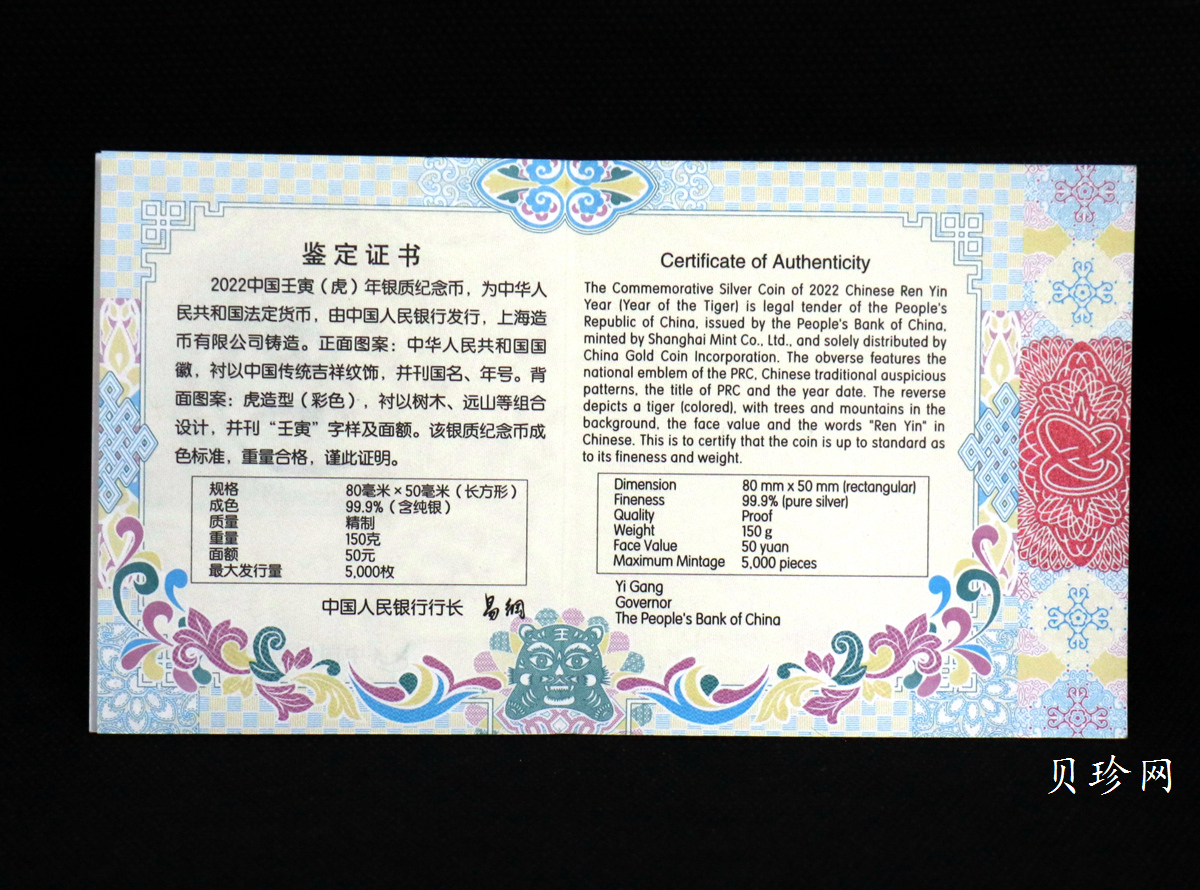 鉴定证书
2022中国壬寅（虎）年银质纪念币，为中华人
民共和国法定货币，由中国人民银行发行，上海造
币有限公司铸造。正面图案：中华人民共和国国
徽，衬以中国传统吉祥纹饰，并刊国名、年号。背
面图案：虎造型（彩色），衬以树木、远山等组合
设计，并刊“壬寅”字样及面额。该银质纪念币成
色标准，重量合格，谨此证明。
规格 80毫米×50毫米（长方形）
成色 99.9%（含纯银）
质量 精制
重量 150克
面额 50元
最大发行量 5,000枚
中国人民银行行长 易纲
Certificate of Authenticity
The Commemorative Silver Coin of 2022 Chinese Ren Yin
Year (Year of the Tiger) is legal tender of the People's
Republic of China, issued by the People's Bank of China,
minted by Shanghai Mint Co., Ltd., and solely distributed by
China Gold Coin Incorporation. The obverse features the
national emblem of the PRC, Chinese traditional auspicious
patterns, the title of PRC and the year date. The reverse
depicts a tiger (colored), with trees and mountains in the
background, the face value and the words "Ren Yin" in
Chinese. This is to certify that the coin is up to standard as
to its fineness and weight.
Dimension 80 mm x 50 mm (rectangular)
Fineness 99.9% (pure silver)
Quality Proof
Weight 150 g
Face Value 50 yuan
Maximum Mintage 5,000 pieces
Yi Gang
Governor
The People's Bank of China
王
贝珍网